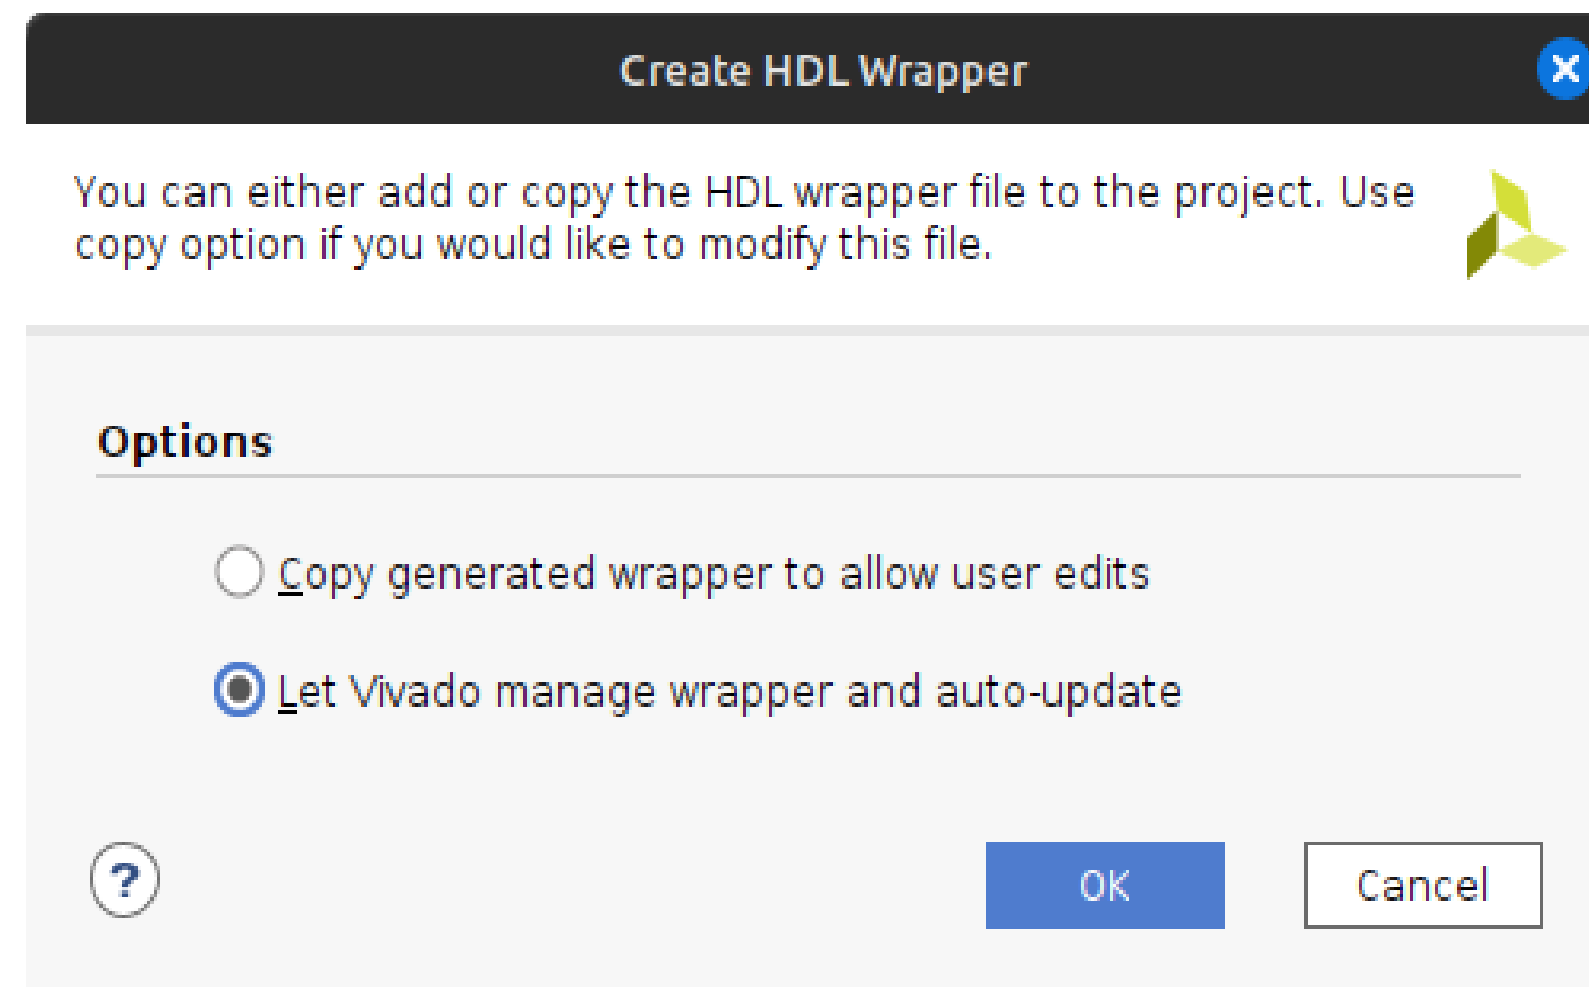 Create HDL Wrapper
You can either add or copy the HDL wrapper file to the project. Use
copy option if you would like to modify this file.
Options
Copy generated wrapper to allow user edits
Let Vivado manage wrapper and auto-update
?
OK
Cancel